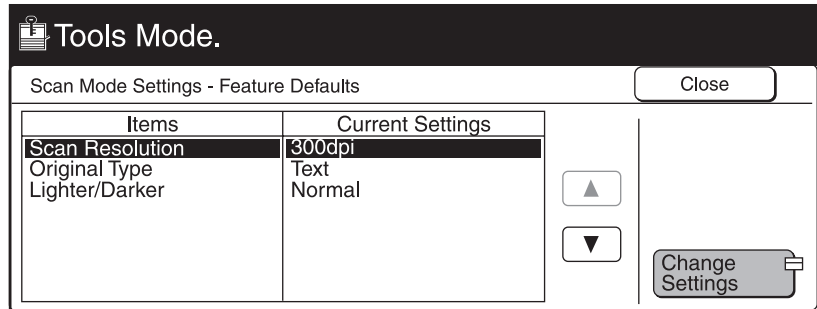 Tools Mode.
Scan Mode Settings - Feature Defaults
Close
Items Current Settings
Scan Resolution 300dpi
Original Type Text
Lighter/Darker Normal
Change
Settings